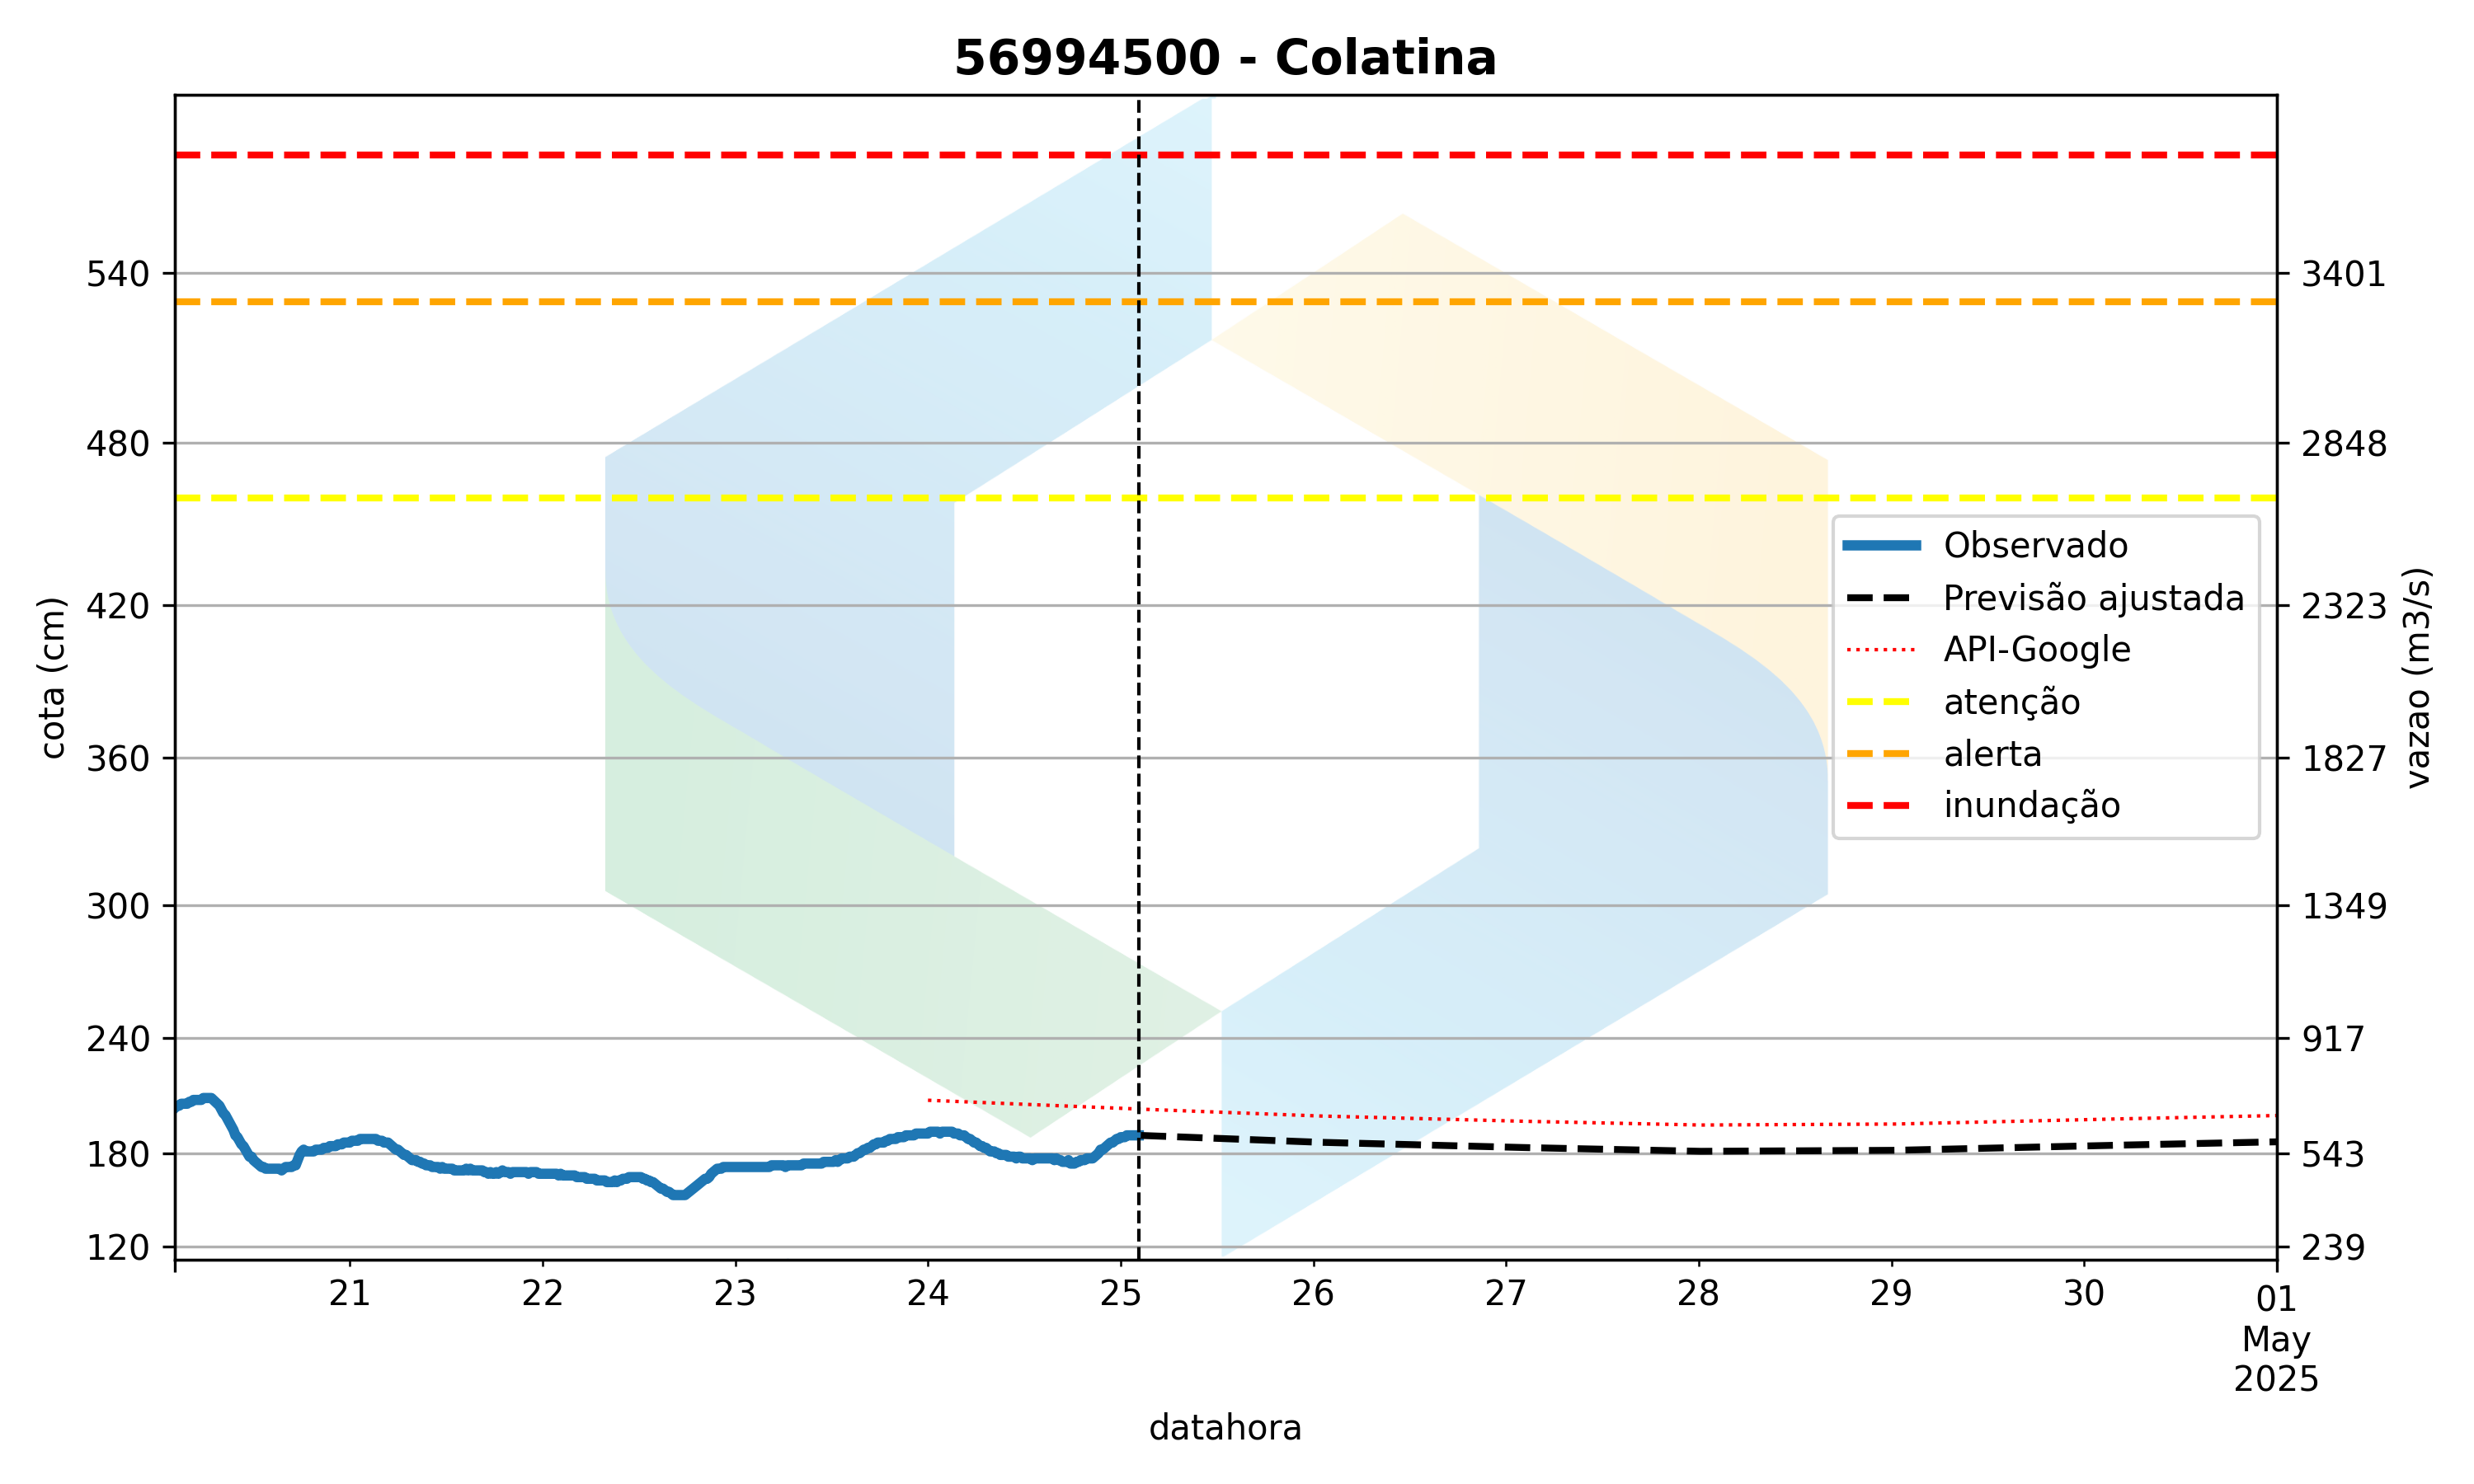 56994500 - Colatina
540
480
420
360
300
240
180
120
cota (cm)
3401
2848
2323
1827
1349
917
543
239
vazao (m3/s)
Observado
Previsão ajustada
API-Google
atenção
alerta
inundação
21 22 23 24 25 26 27 28 29 30 01
May
2025
datahora